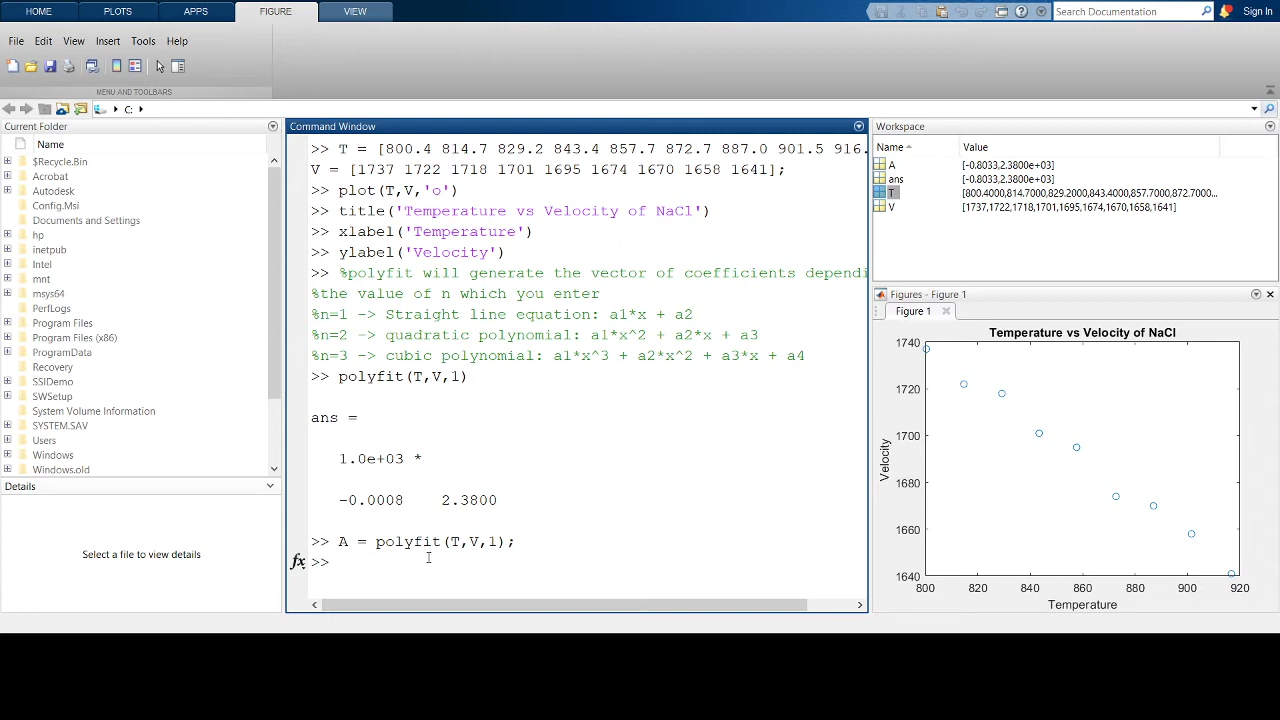 HOME PLOTS APPS FIGURE VIEW Search Documentation Sign In
File Edit View Insert Tools Help
MENU AND TOOLBARS
C:
Current Folder
Name
$Recycle.Bin
Acrobat
Autodesk
Config.Msi
Documents and Settings
hp
inetpub
Intel
mnt
msys64
PerfLogs
Program Files
Program Files (x86)
ProgramData
Recovery
SSIDemo
SWSetup
System Volume Information
SYSTEM.SAV
Users
Windows
Windows.old
Details
Select a file to view details
Command Window
>> T = [800.4 814.7 829.2 843.4 857.7 872.7 887.0 901.5 916.
V = [1737 1722 1718 1701 1695 1674 1670 1658 1641];
>> plot(T,V,'o')
>> title('Temperature vs Velocity of NaCl')
>> xlabel('Temperature')
>> ylabel('Velocity')
>> %polyfit will generate the vector of coefficients dependi
%the value of n which you enter
%n=1 -> Straight line equation: a1*x + a2
%n=2 -> quadratic polynomial: a1*x^2 + a2*x + a3
%n=3 -> cubic polynomial: a1*x^3 + a2*x^2 + a3*x + a4
>> polyfit(T,V,1)
ans =
1.0e+03 *
-0.0008 2.3800
>> A = polyfit(T,V,1);
fx >>
Workspace
Name Value
A [-0.8033,2.3800e+03]
ans [-0.8033,2.3800e+03]
T [800.4000,814.7000,829.2000,843.4000,857.7000,872.7000...
V [1737,1722,1718,1701,1695,1674,1670,1658,1641]
Figures - Figure 1
Figure 1
Temperature vs Velocity of NaCl
1740
1720
1700
1680
1660
1640
Velocity
800 820 840 860 880 900 920
Temperature